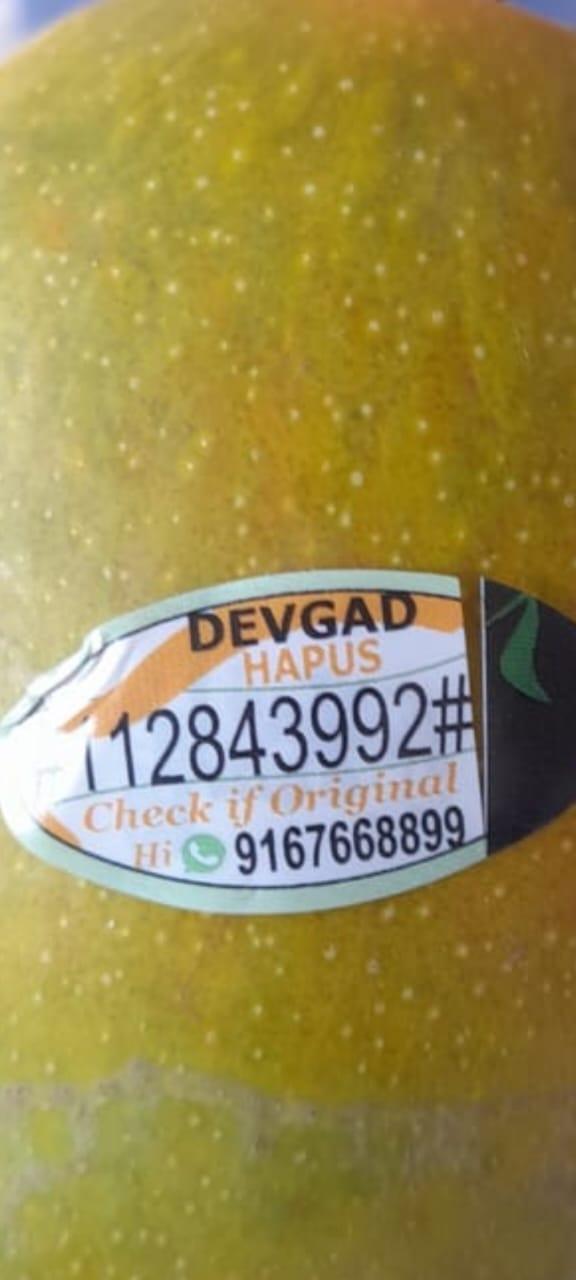 DEVGAD
HAPUS
112843992#
Check if Original
Hi 9167668899